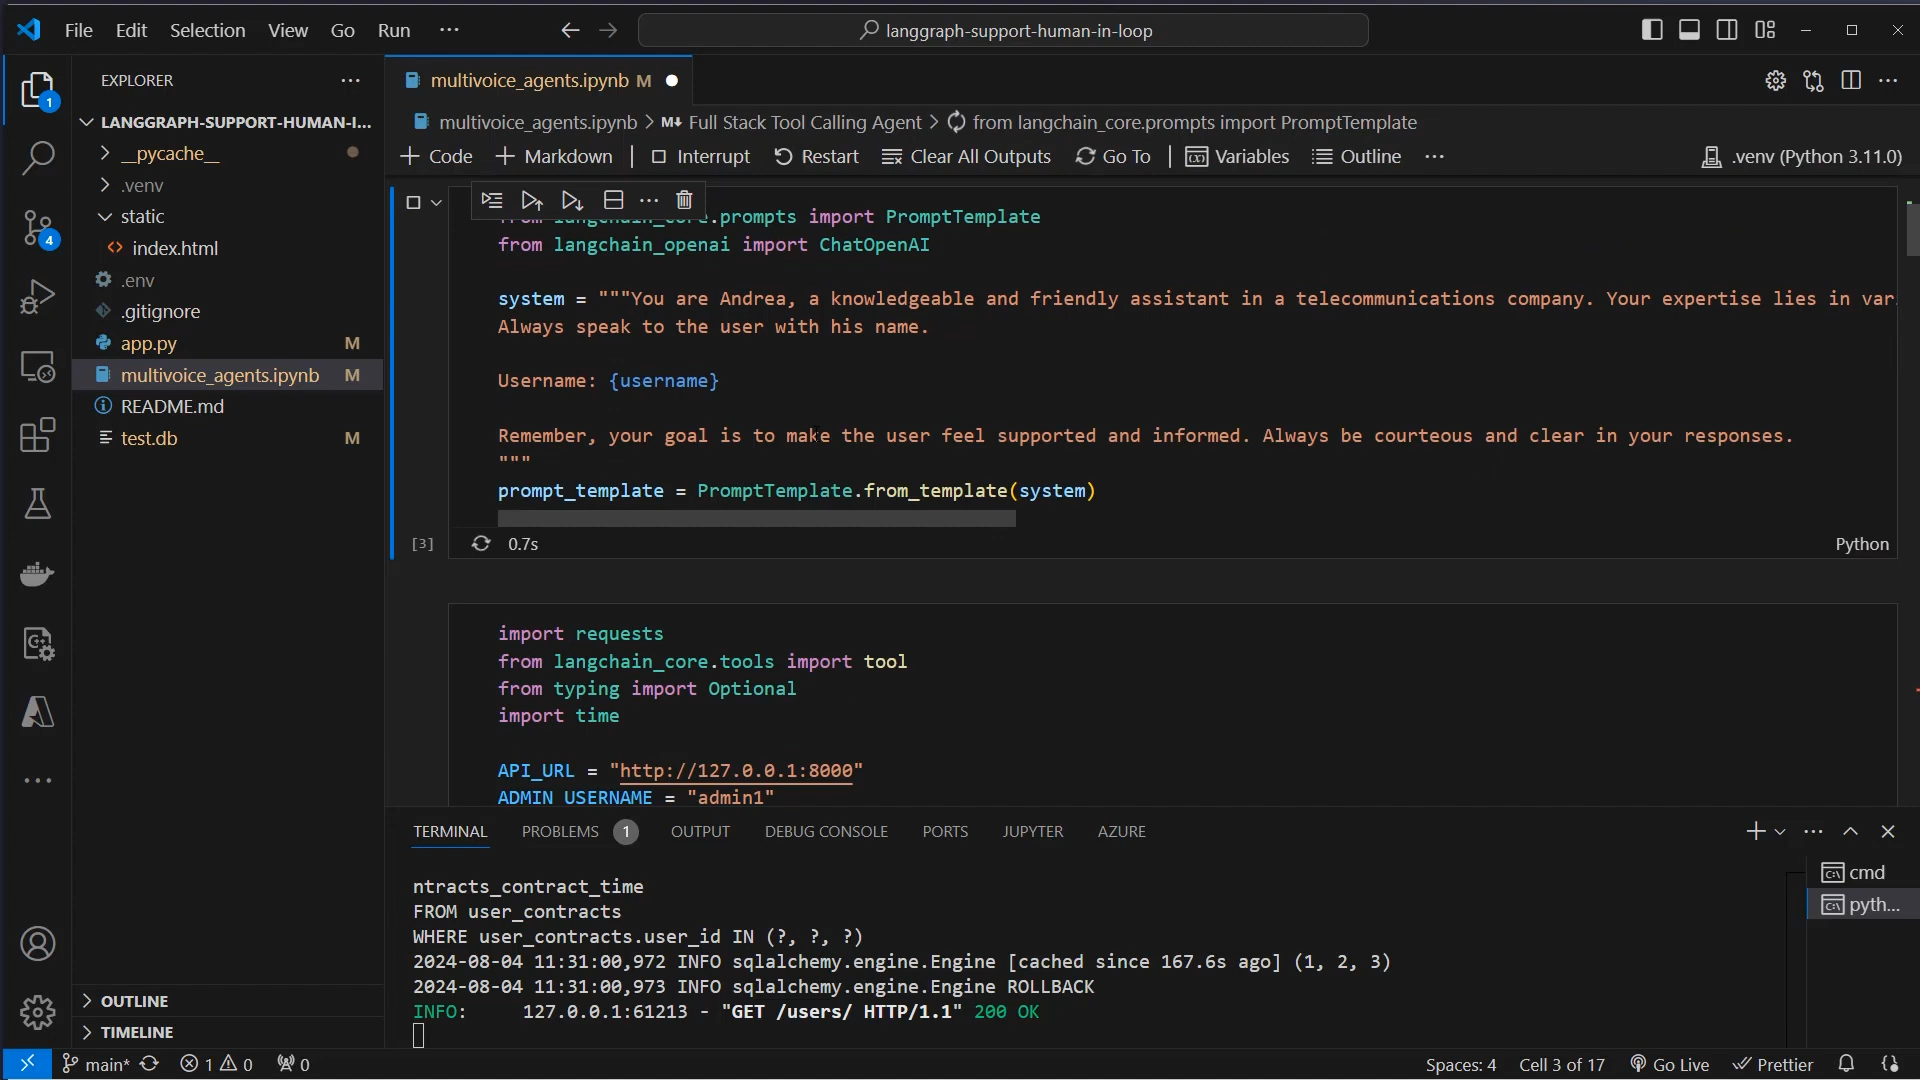 File Edit Selection View Go Run ···
langgraph-support-human-in-loop
EXPLORER
LANGGRAPH-SUPPORT-HUMAN-I...
__pycache__
.venv
static
index.html
.env
.gitignore
app.py M
multivoice_agents.ipynb M
README.md
test.db M
OUTLINE
TIMELINE
1
4
multivoice_agents.ipynb M
multivoice_agents.ipynb > M↓ Full Stack Tool Calling Agent > from langchain_core.prompts import PromptTemplate
+ Code + Markdown | Interrupt Restart Clear All Outputs Go To | Variables Outline ···
.venv (Python 3.11.0)
from langchain_core.prompts import PromptTemplate
from langchain_openai import ChatOpenAI
system = """You are Andrea, a knowledgeable and friendly assistant in a telecommunications company. Your expertise lies in var
Always speak to the user with his name.
Username: {username}
Remember, your goal is to make the user feel supported and informed. Always be courteous and clear in your responses.
"""
prompt_template = PromptTemplate.from_template(system)
[3] 0.7s Python
import requests
from langchain_core.tools import tool
from typing import Optional
import time
API_URL = "http://127.0.0.1:8000"
ADMIN_USERNAME = "admin1"
TERMINAL PROBLEMS 1 OUTPUT DEBUG CONSOLE PORTS JUPYTER AZURE
ntracts_contract_time
FROM user_contracts
WHERE user_contracts.user_id IN (?, ?, ?)
2024-08-04 11:31:00,972 INFO sqlalchemy.engine.Engine [cached since 167.6s ago] (1, 2, 3)
2024-08-04 11:31:00,973 INFO sqlalchemy.engine.Engine ROLLBACK
INFO: 127.0.0.1:61213 - "GET /users/ HTTP/1.1" 200 OK
cmd
pyth...
main* 1 0 0
Spaces: 4 Cell 3 of 17 Go Live Prettier